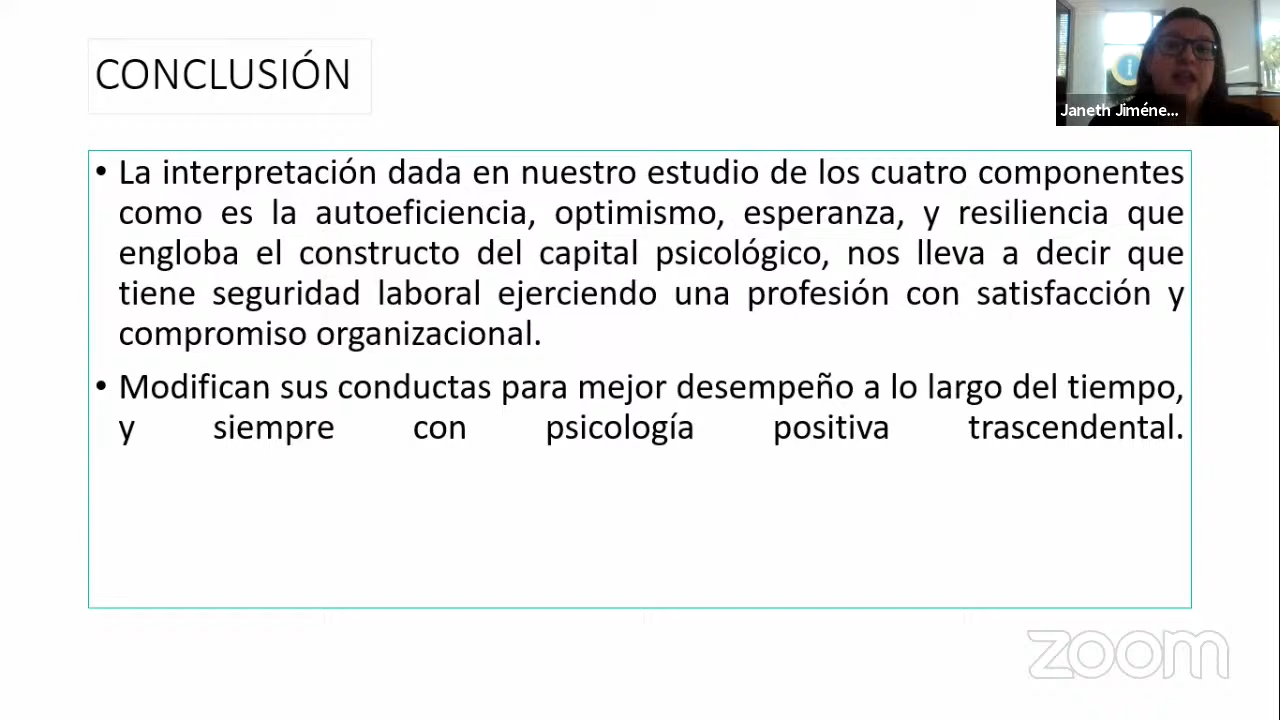 CONCLUSIÓN
Janeth Jiméne...
• La interpretación dada en nuestro estudio de los cuatro componentes
como es la autoeficiencia, optimismo, esperanza, y resiliencia que
engloba el constructo del capital psicológico, nos lleva a decir que
tiene seguridad laboral ejerciendo una profesión con satisfacción y
compromiso organizacional.
• Modifican sus conductas para mejor desempeño a lo largo del tiempo,
y siempre con psicología positiva trascendental.
zoom